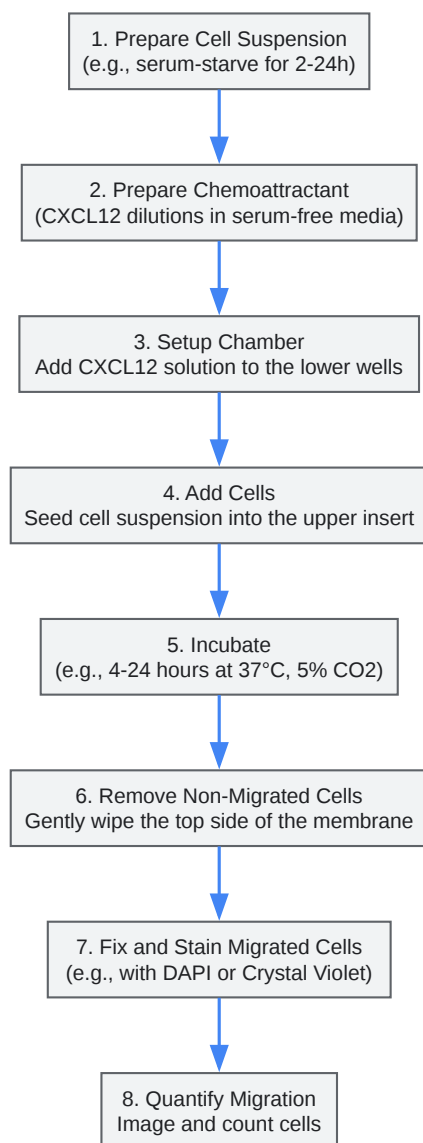 1. Prepare Cell Suspension
(e.g., serum-starve for 2-24h)
2. Prepare Chemoattractant
(CXCL12 dilutions in serum-free media)
3. Setup Chamber
Add CXCL12 solution to the lower wells
4. Add Cells
Seed cell suspension into the upper insert
5. Incubate
(e.g., 4-24 hours at 37°C, 5% CO2)
6. Remove Non-Migrated Cells
Gently wipe the top side of the membrane
7. Fix and Stain Migrated Cells
(e.g., with DAPI or Crystal Violet)
8. Quantify Migration
Image and count cells